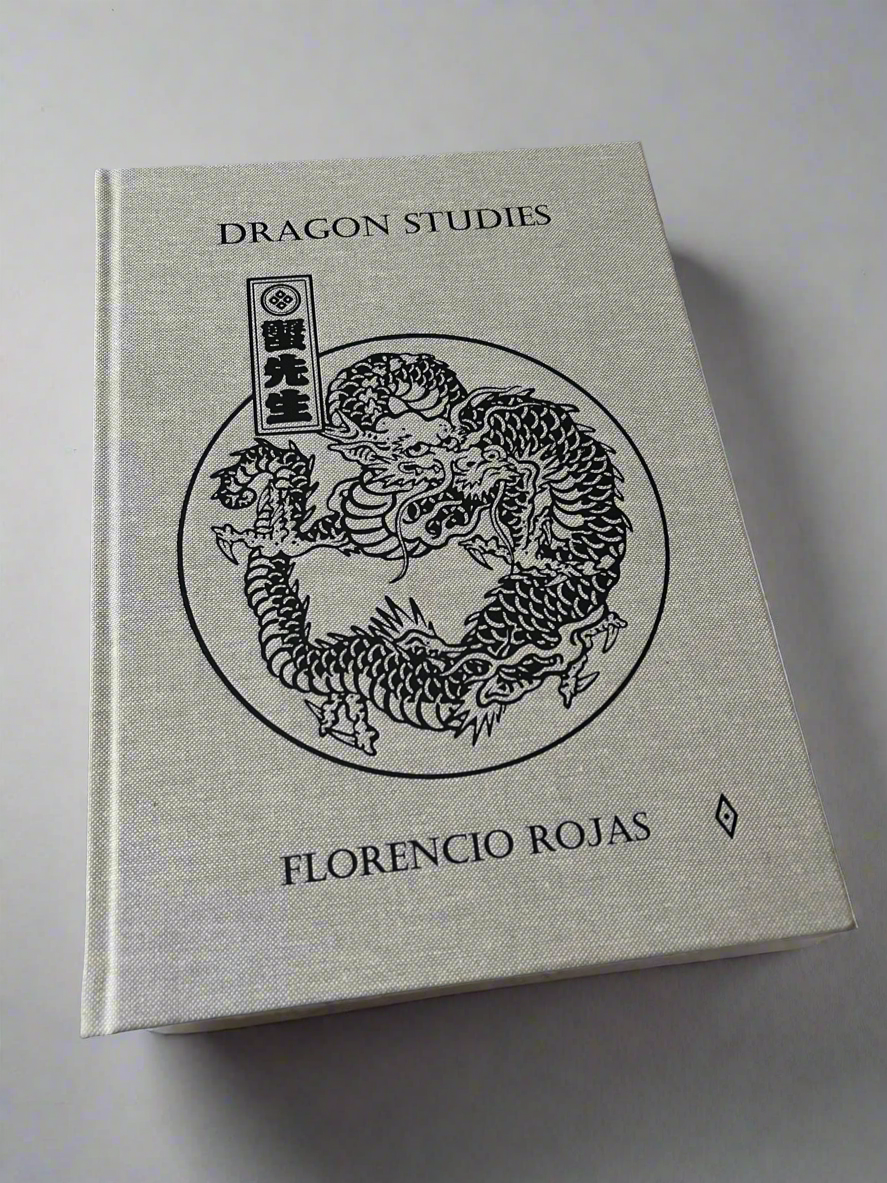 DRAGON STUDIES
蟹先生
FLORENCIO ROJAS